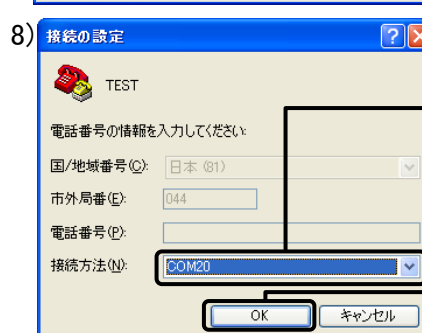 8)
接続の設定
TEST
電話番号の情報を入力してください:
国/地域番号(C): 日本 (81)
市外局番(E): 044
電話番号(P):
接続方法(N): COM20
OK キャンセル